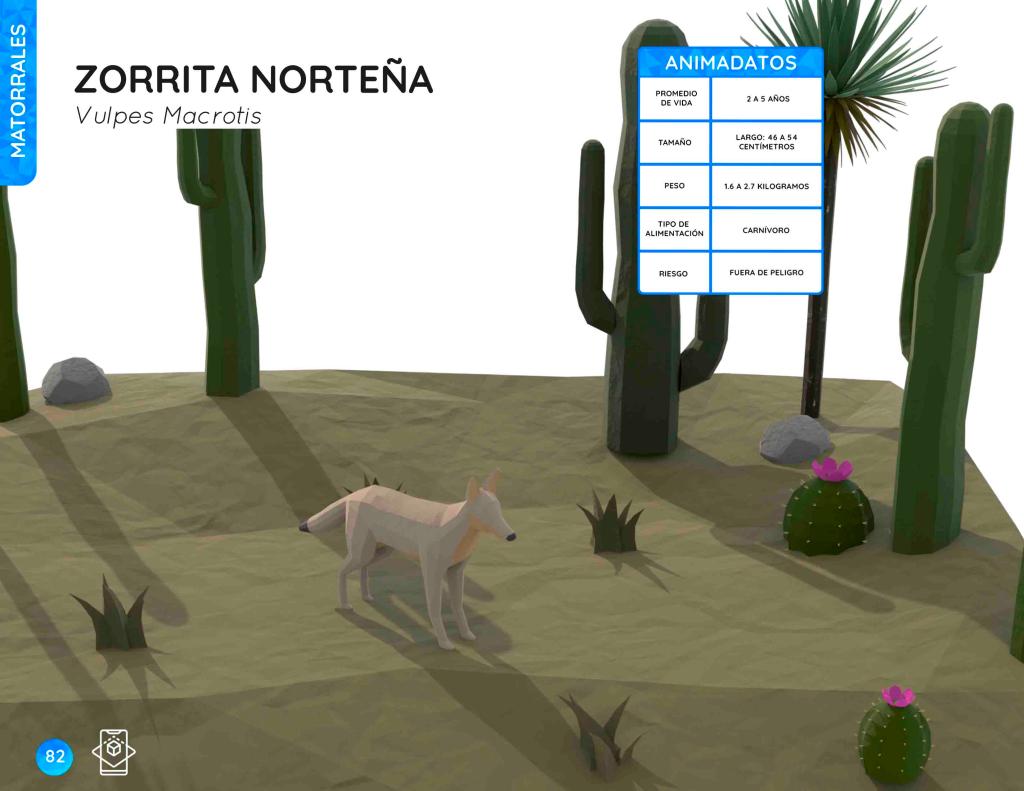 MATORRALES
ZORRITA NORTEÑA
Vulpes Macrotis
ANIMADATOS
PROMEDIO
DE VIDA
2 A 5 AÑOS
TAMAÑO
LARGO: 46 A 54
CENTÍMETROS
PESO
1.6 A 2.7 KILOGRAMOS
TIPO DE
ALIMENTACIÓN
CARNÍVORO
RIESGO
FUERA DE PELIGRO
82